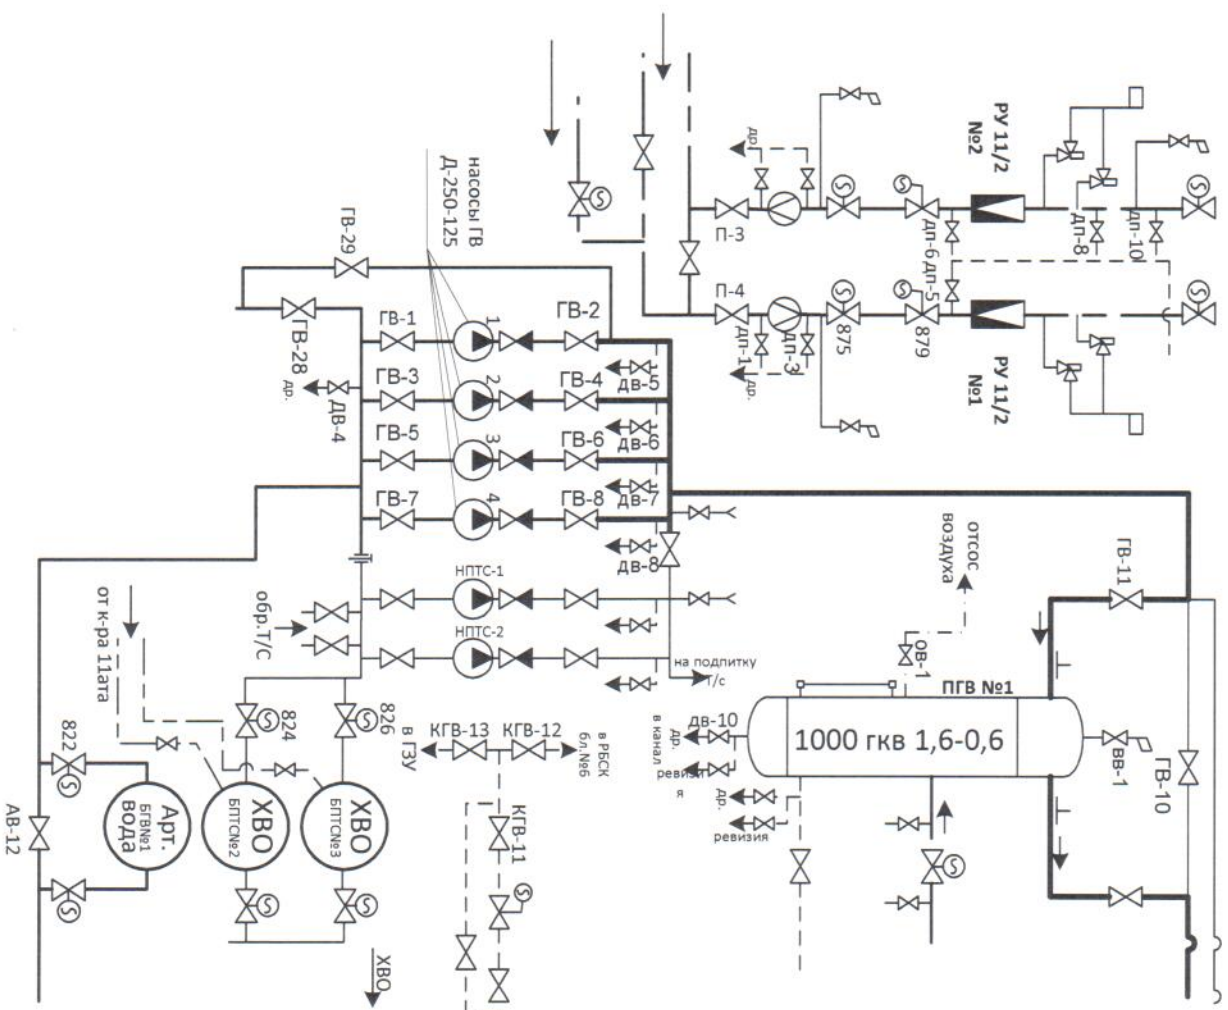 др.
РУ 11/2
№2
П-3
дп-6
дп-8
дп-10
насосы ГВ
Д-250-125
ГВ-29
П-4
дп-5
дп-1
дп-3
875
879
др.
РУ 11/2
№1
ГВ-28
др.
ДВ-4
ГВ-1
1
ГВ-2
дв-5
ГВ-3
2
ГВ-4
дв-6
ГВ-5
3
ГВ-6
дв-7
ГВ-7
4
ГВ-8
дв-8
отсос
воздуха
ГВ-11
НПТС-1
обр.Т/С
НПТС-2
на подпитку
т/с
ов-1
ПГВ №1
от к-ра 11ата
822
824
826
в ГЗУ
КГВ-13
КГВ-12
в РБСК
бл.№6
дв-10
др.
в канал
ревизи
я
1000 гкв 1,6-0,6
вв-1
ГВ-10
др.
ревизия
АВ-12
Арт.
БГВ№1
вода
ХВО
БПТС№2
ХВО
БПТС№3
КГВ-11
ХВО